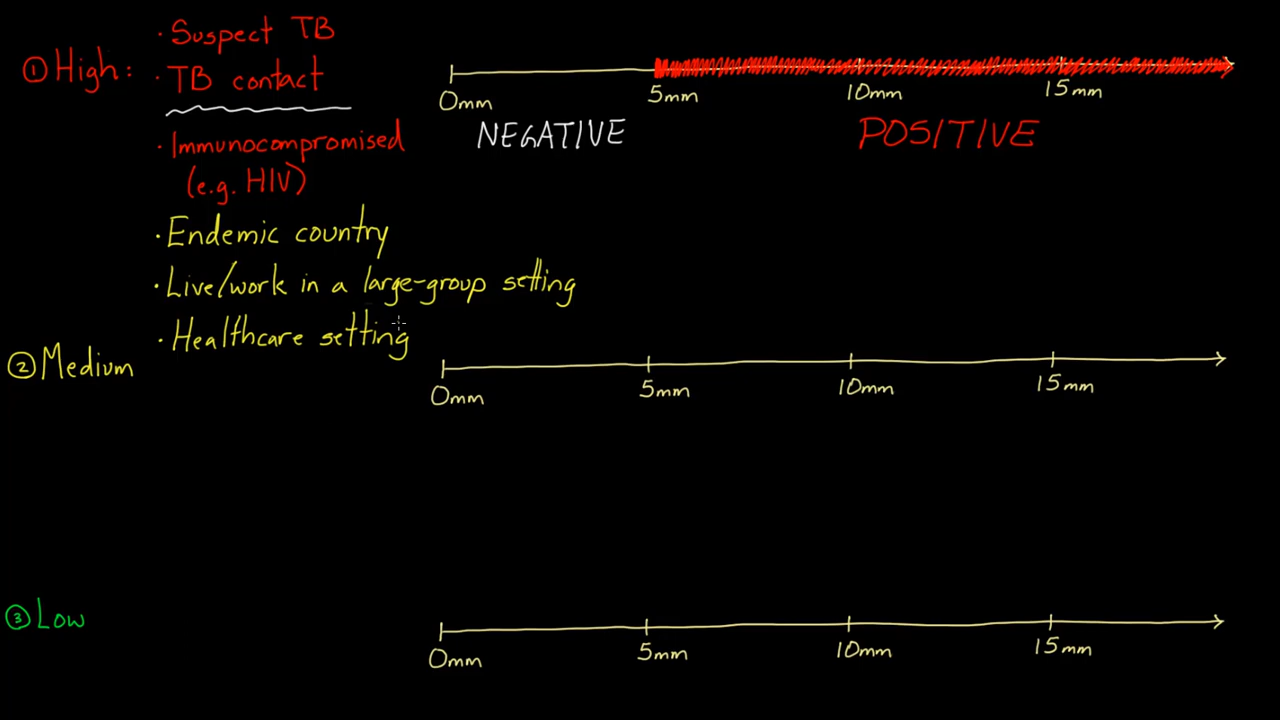 ① High:
· Suspect TB
· TB contact
· Immunocompromised
(e.g. HIV)
0mm 5mm 10mm 15mm
NEGATIVE POSITIVE
· Endemic country
· Live/work in a large-group setting
· Healthcare setting
② Medium
0mm 5mm 10mm 15mm
③ Low
0mm 5mm 10mm 15mm